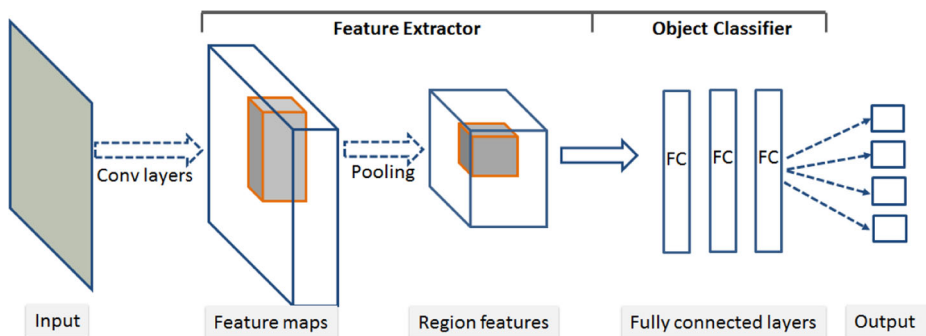 Feature Extractor
Object Classifier
Conv layers
Pooling
FC
FC
FC
Input
Feature maps
Region features
Fully connected layers
Output